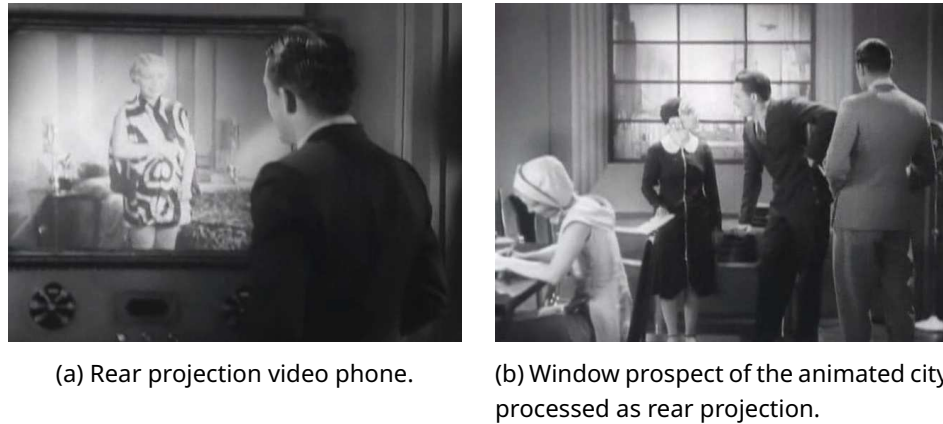 (a) Rear projection video phone.
(b) Window prospect of the animated city
processed as rear projection.